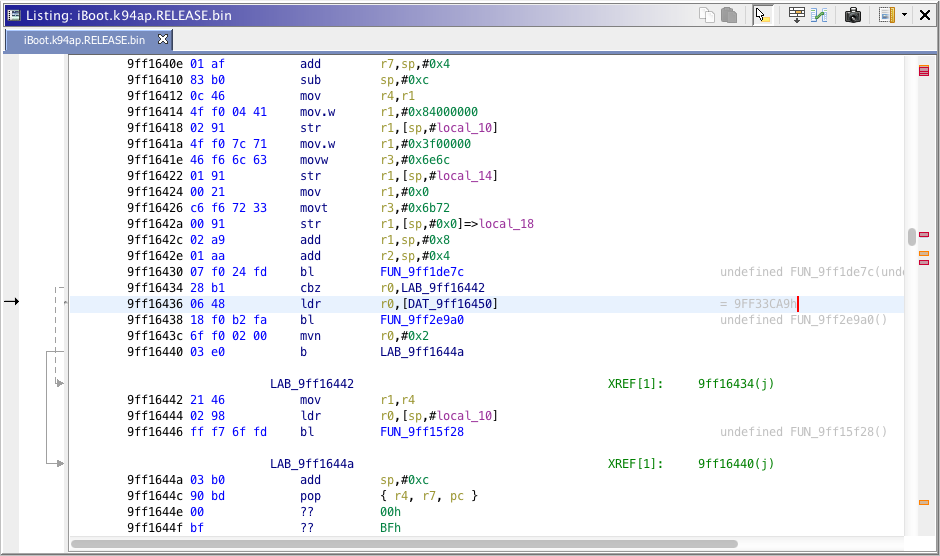 Listing: iBoot.k94ap.RELEASE.bin
iBoot.k94ap.RELEASE.bin
9ff1640e 01 af add r7,sp,#0x4
9ff16410 83 b0 sub sp,#0xc
9ff16412 0c 46 mov r4,r1
9ff16414 4f f0 04 41 mov.w r1,#0x84000000
9ff16418 02 91 str r1,[sp,#local_10]
9ff1641a 4f f0 7c 71 mov.w r1,#0x3f00000
9ff1641e 46 f6 6c 63 movw r3,#0x6e6c
9ff16422 01 91 str r1,[sp,#local_14]
9ff16424 00 21 mov r1,#0x0
9ff16426 c6 f6 72 33 movt r3,#0x6b72
9ff1642a 00 91 str r1,[sp,#0x0]=>local_18
9ff1642c 02 a9 add r1,sp,#0x8
9ff1642e 01 aa add r2,sp,#0x4
9ff16430 07 f0 24 fd bl FUN_9ff1de7c undefined FUN_9ff1de7c(unde
9ff16434 28 b1 cbz r0,LAB_9ff16442
9ff16436 06 48 ldr r0,[DAT_9ff16450] = 9FF33CA9h
9ff16438 18 f0 b2 fa bl FUN_9ff2e9a0 undefined FUN_9ff2e9a0()
9ff1643c 6f f0 02 00 mvn r0,#0x2
9ff16440 03 e0 b LAB_9ff1644a
LAB_9ff16442 XREF[1]: 9ff16434(j)
9ff16442 21 46 mov r1,r4
9ff16444 02 98 ldr r0,[sp,#local_10]
9ff16446 ff f7 6f fd bl FUN_9ff15f28 undefined FUN_9ff15f28()
LAB_9ff1644a XREF[1]: 9ff16440(j)
9ff1644a 03 b0 add sp,#0xc
9ff1644c 90 bd pop { r4, r7, pc }
9ff1644e 00 ?? 00h
9ff1644f bf ?? BFh